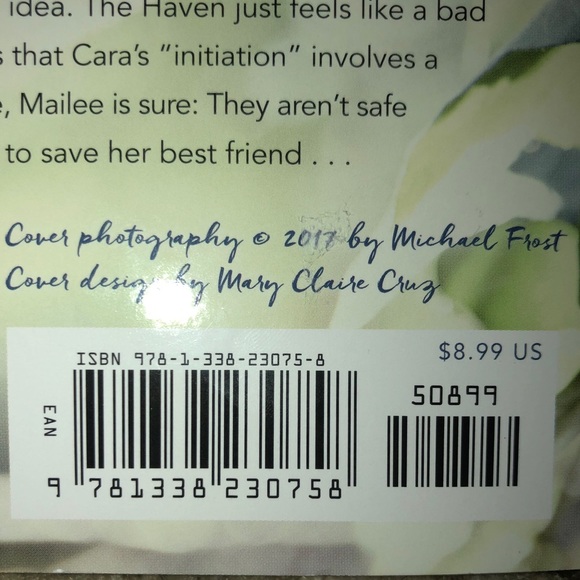 idea. The Haven just feels like a bad
s that Cara's “initiation” involves a
e, Mailee is sure: They aren't safe
to save her best friend . . .
Cover photography © 2017 by Michael Frost
Cover design by Mary Claire Cruz
ISBN 978-1-338-23075-8
$8.99 US
50899
EAN
9 781338 230758